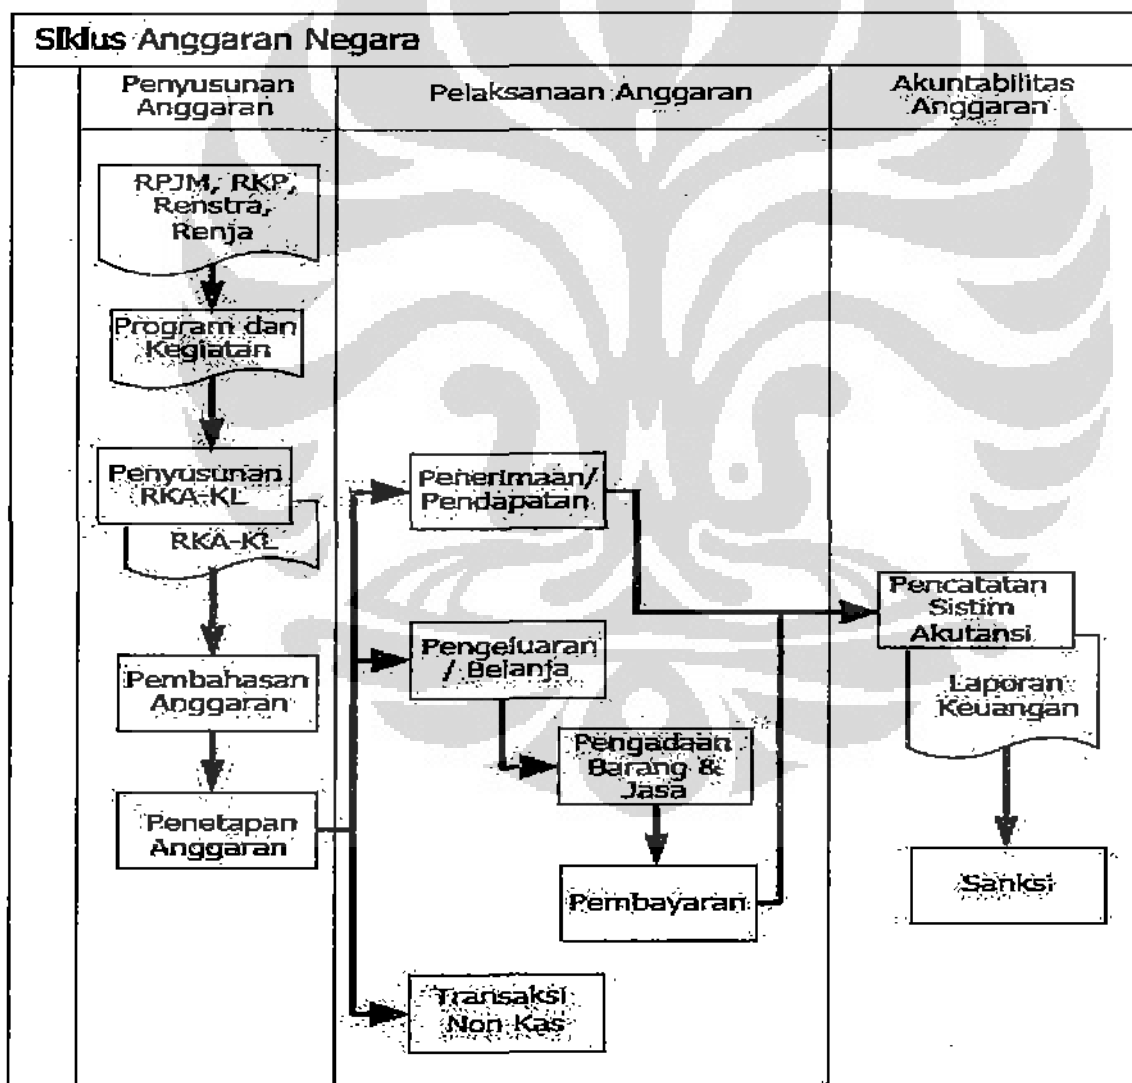 Siklus Anggaran Negara
Penyusunan
Anggaran
Pelaksanaan Anggaran
Akuntabilitas
Anggaran
RPJM, RKP,
Renstra,
Renja
Program dan
Kegiatan
Penyusunan
RKA-KL
RKA-KL
Pembahasan
Anggaran
Penetapan
Anggaran
Penerimaan/
Pendapatan
Pengeluaran
/ Belanja
Pengadaan
Barang &
Jasa
Pembayaran
Transaksi
Non Kas
Pencatatan
Sistim
Akutansi
Laporan
Keuangan
Sanksi